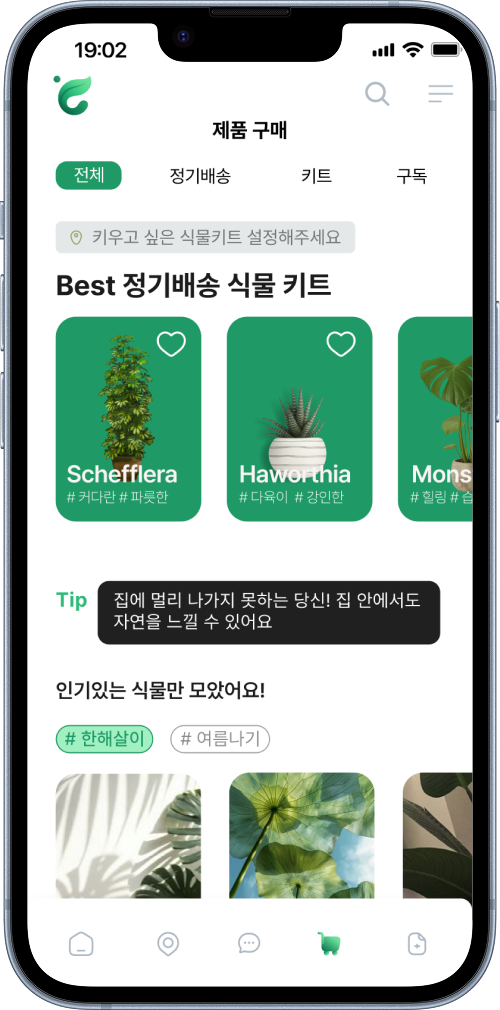 19:02
제품 구매
전체 정기배송 키트 구독
키우고 싶은 식물키트 설정해주세요
Best 정기배송 식물 키트
Schefflera
# 커다란 # 파릇한
Haworthia
# 다육이 # 강인한
Mons
# 힐링 # 습
Tip
집에 멀리 나가지 못하는 당신! 집 안에서도
자연을 느낄 수 있어요
인기있는 식물만 모았어요!
# 한해살이 # 여름나기